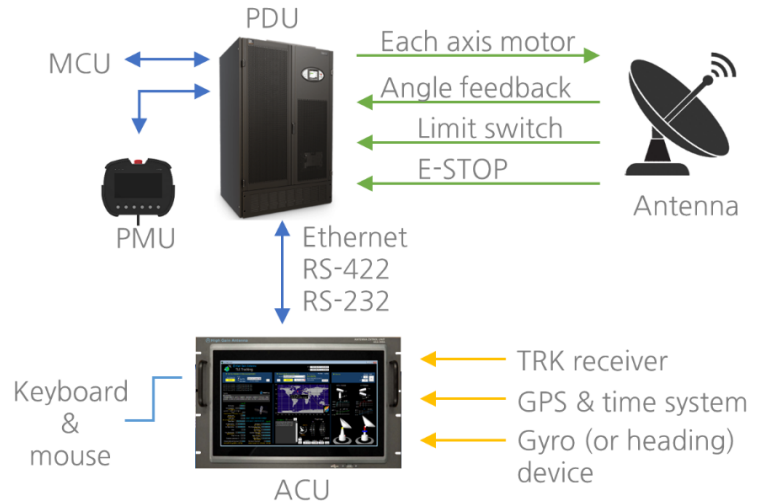 PDU
MCU
Each axis motor
Angle feedback
Limit switch
E-STOP
PMU
Antenna
Ethernet
RS-422
RS-232
Keyboard
&
mouse
TRK receiver
GPS & time system
Gyro (or heading)
device
ACU